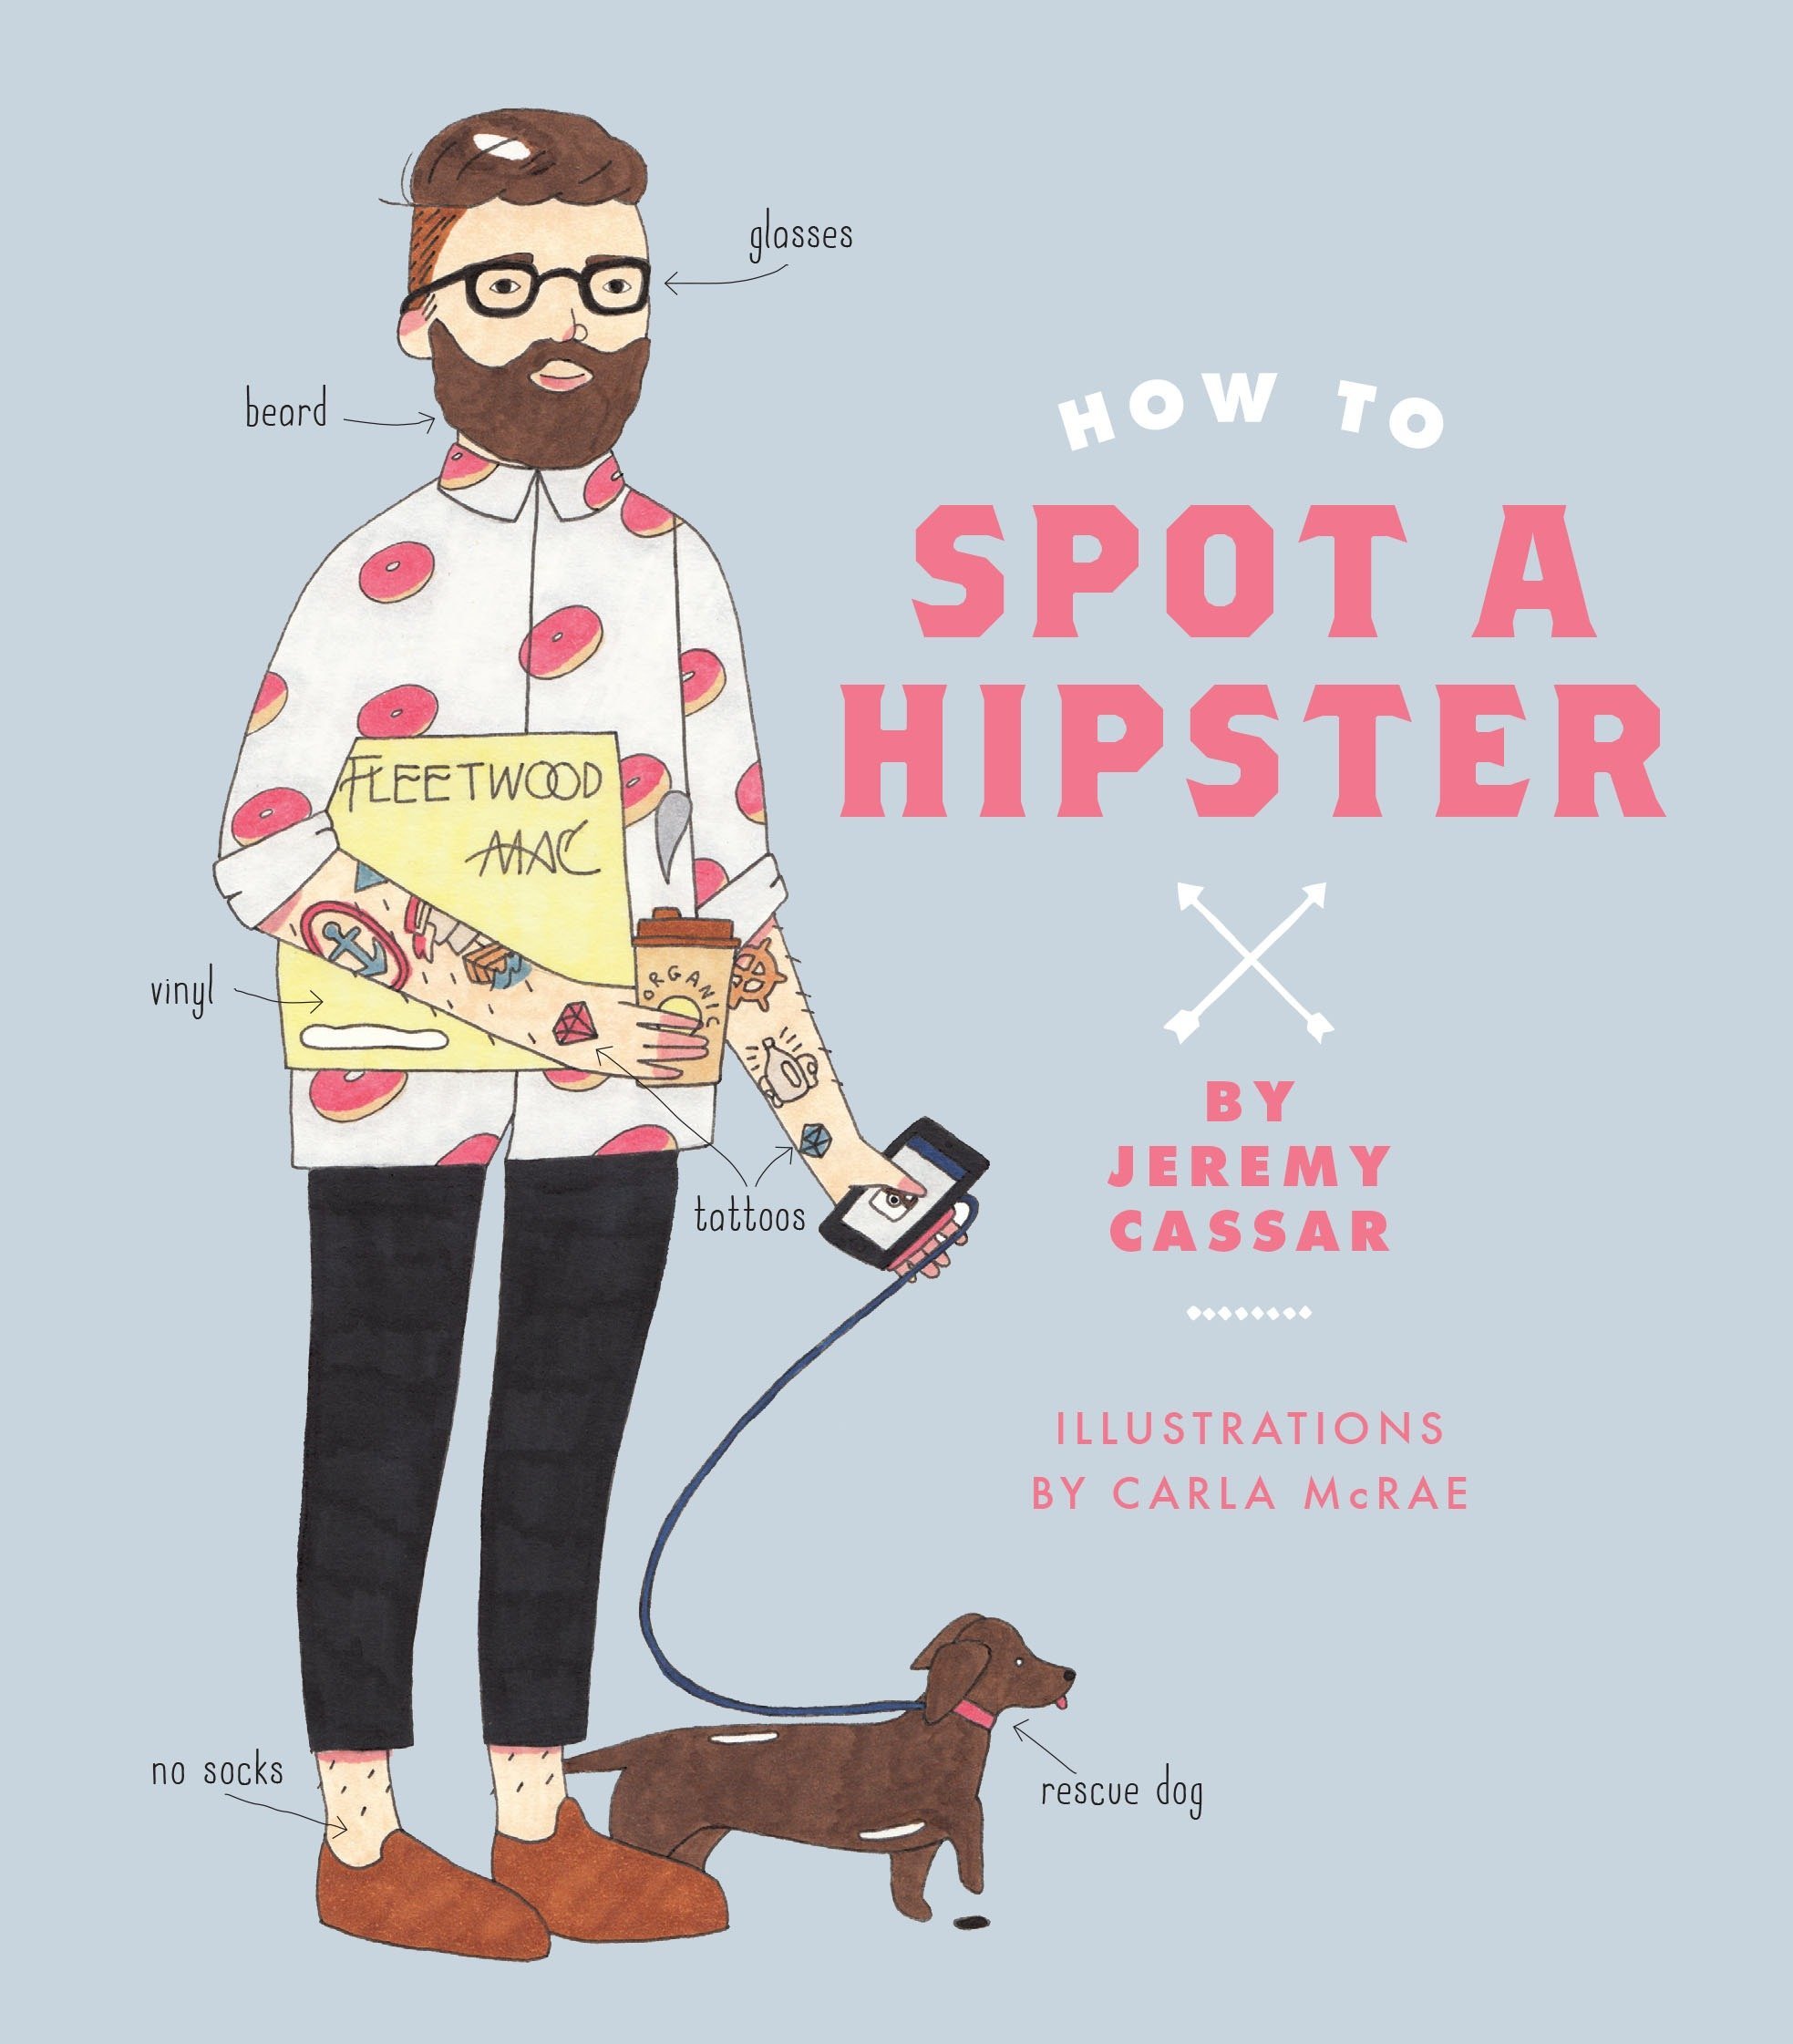 glasses
beard
HOW TO
SPOT A
HIPSTER
FLEETWOOD
MAC
ORGANIC
vinyl
BY
JEREMY
CASSAR
tattoos
ILLUSTRATIONS
BY CARLA McRAE
no socks
rescue dog